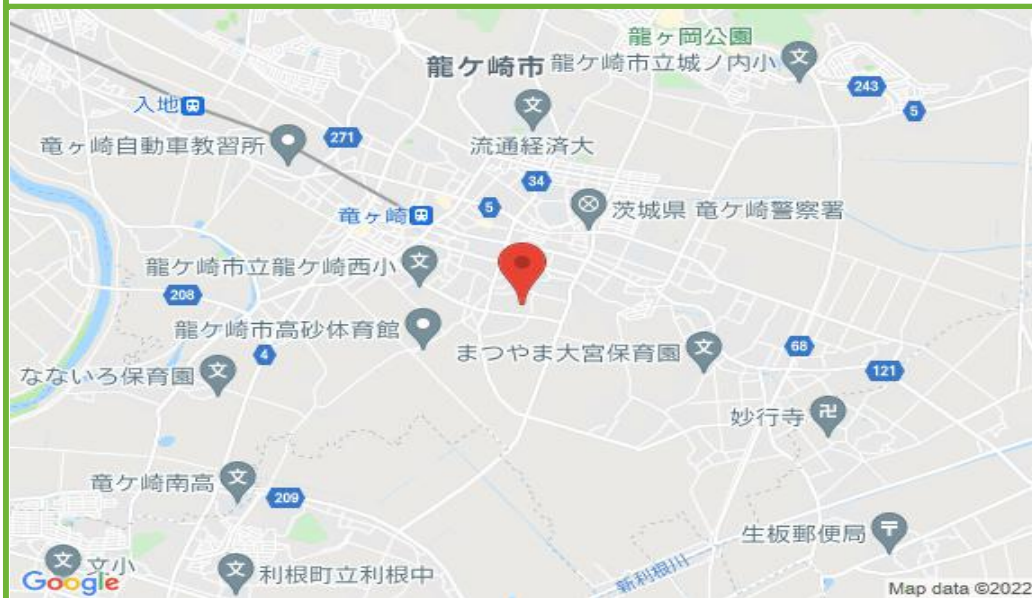 龍ヶ岡公園
龍ケ崎市
龍ケ崎市立城ノ内小
243
5
入地
流通経済大
竜ヶ崎自動車教習所
271
34
5
茨城県 竜ケ崎警察署
竜ヶ崎
龍ケ崎市立龍ケ崎西小
208
龍ケ崎市高砂体育館
まつやま大宮保育園
68
4
121
なないろ保育園
妙行寺
竜ケ崎南高
209
生板郵便局
文小
利根町立利根中
新利根川
Google
Map data ©2022